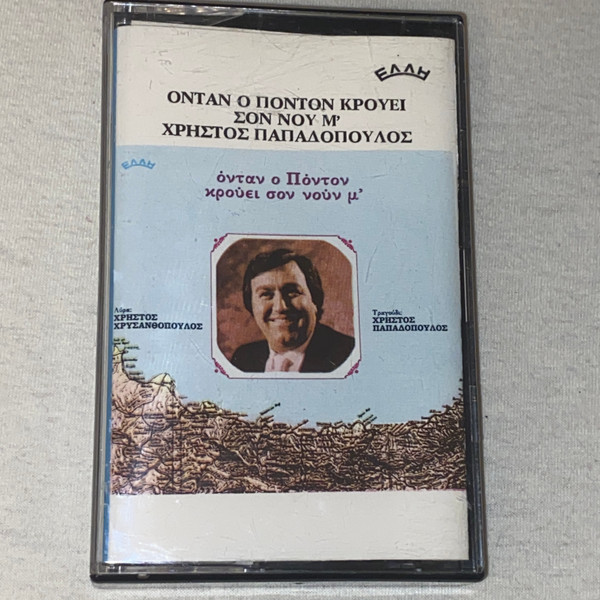 ΕΛΛΗ
ΟΝΤΑΝ Ο ΠΟΝΤΟΝ ΚΡΟΥΕΙ
ΣΟΝ ΝΟΥ Μ'
ΧΡΗΣΤΟΣ ΠΑΠΑΔΟΠΟΥΛΟΣ
ΕΛΛΗ
όνταν ο Πόντον
κρούει σον νούν μ'
Λύρα:
ΧΡΗΣΤΟΣ
ΧΡΥΣΑΝΘΟΠΟΥΛΟΣ
Τραγούδι:
ΧΡΗΣΤΟΣ
ΠΑΠΑΔΟΠΟΥΛΟΣ